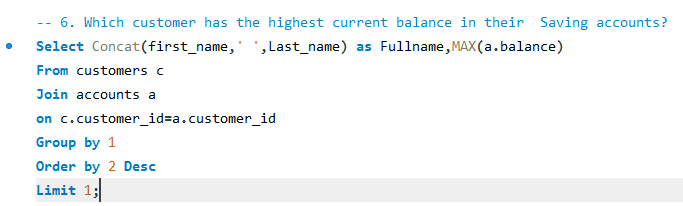 -- 6. Which customer has the highest current balance in their  Saving accounts?
Select Concat(first_name,' ',Last_name) as Fullname,MAX(a.balance)
From customers c
Join accounts a
on c.customer_id=a.customer_id
Group by 1
Order by 2 Desc
Limit 1;